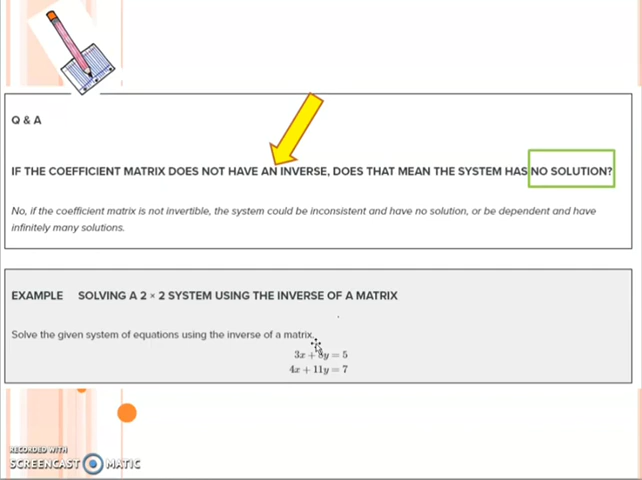 Q & A
IF THE COEFFICIENT MATRIX DOES NOT HAVE AN INVERSE, DOES THAT MEAN THE SYSTEM HAS NO SOLUTION?
No, if the coefficient matrix is not invertible, the system could be inconsistent and have no solution, or be dependent and have
infinitely many solutions.
EXAMPLE SOLVING A 2 × 2 SYSTEM USING THE INVERSE OF A MATRIX
Solve the given system of equations using the inverse of a matrix.
3x + 8y = 5
4x + 11y = 7
RECORDED WITH
SCREENCAST MATIC